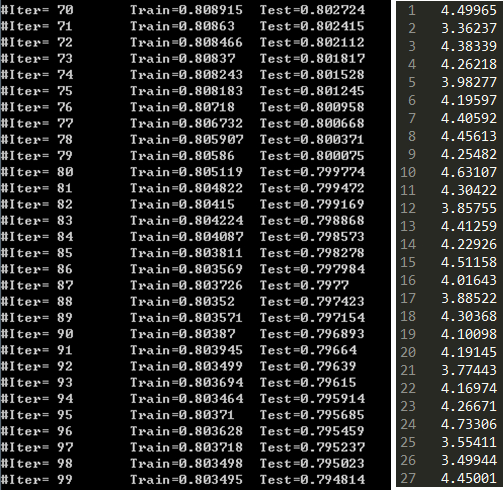 #Iter= 70 Train=0.808915 Test=0.802724
#Iter= 71 Train=0.80863 Test=0.802415
#Iter= 72 Train=0.808466 Test=0.802112
#Iter= 73 Train=0.80837 Test=0.801817
#Iter= 74 Train=0.808243 Test=0.801528
#Iter= 75 Train=0.808183 Test=0.801245
#Iter= 76 Train=0.80718 Test=0.800958
#Iter= 77 Train=0.806732 Test=0.800668
#Iter= 78 Train=0.805907 Test=0.800371
#Iter= 79 Train=0.80586 Test=0.800075
#Iter= 80 Train=0.805119 Test=0.799774
#Iter= 81 Train=0.804822 Test=0.799472
#Iter= 82 Train=0.80415 Test=0.799169
#Iter= 83 Train=0.804224 Test=0.798868
#Iter= 84 Train=0.804087 Test=0.798573
#Iter= 85 Train=0.803811 Test=0.798278
#Iter= 86 Train=0.803569 Test=0.797984
#Iter= 87 Train=0.803726 Test=0.7977
#Iter= 88 Train=0.80352 Test=0.797423
#Iter= 89 Train=0.803571 Test=0.797154
#Iter= 90 Train=0.80387 Test=0.796893
#Iter= 91 Train=0.803945 Test=0.79664
#Iter= 92 Train=0.803499 Test=0.79639
#Iter= 93 Train=0.803694 Test=0.79615
#Iter= 94 Train=0.803464 Test=0.795914
#Iter= 95 Train=0.80371 Test=0.795685
#Iter= 96 Train=0.803628 Test=0.795459
#Iter= 97 Train=0.803718 Test=0.795237
#Iter= 98 Train=0.803498 Test=0.795023
#Iter= 99 Train=0.803495 Test=0.794814
1 4.49965
2 3.36237
3 4.38339
4 4.26218
5 3.98277
6 4.19597
7 4.40592
8 4.45613
9 4.25482
10 4.63107
11 4.30422
12 3.85755
13 4.41259
14 4.22926
15 4.51158
16 4.01643
17 3.88522
18 4.30368
19 4.10098
20 4.19145
21 3.77443
22 4.16974
23 4.26671
24 4.73306
25 3.55411
26 3.49944
27 4.45001